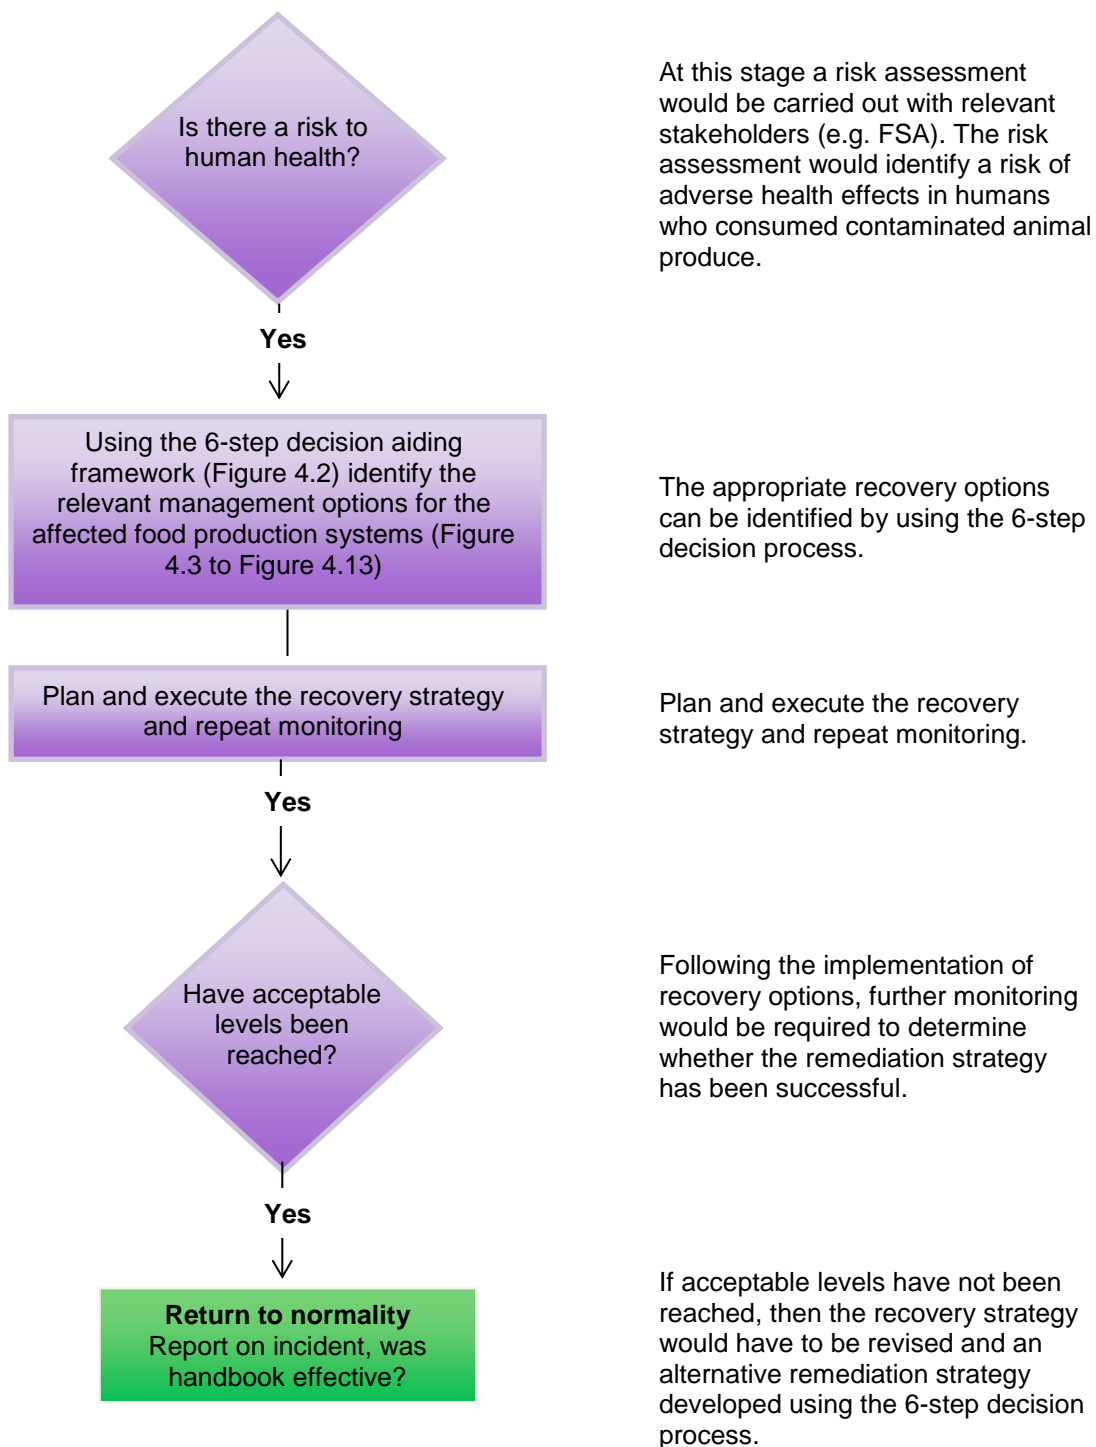 Is there a risk to
human health?
At this stage a risk assessment
would be carried out with relevant
stakeholders (e.g. FSA). The risk
assessment would identify a risk of
adverse health effects in humans
who consumed contaminated animal
produce.
Yes
Using the 6-step decision aiding
framework (Figure 4.2) identify the
relevant management options for the
affected food production systems (Figure
4.3 to Figure 4.13)
The appropriate recovery options
can be identified by using the 6-step
decision process.
Plan and execute the recovery strategy
and repeat monitoring
Plan and execute the recovery
strategy and repeat monitoring.
Yes
Have acceptable
levels been
reached?
Following the implementation of
recovery options, further monitoring
would be required to determine
whether the remediation strategy
has been successful.
Yes
Return to normality
Report on incident, was
handbook effective?
If acceptable levels have not been
reached, then the recovery strategy
would have to be revised and an
alternative remediation strategy
developed using the 6-step decision
process.